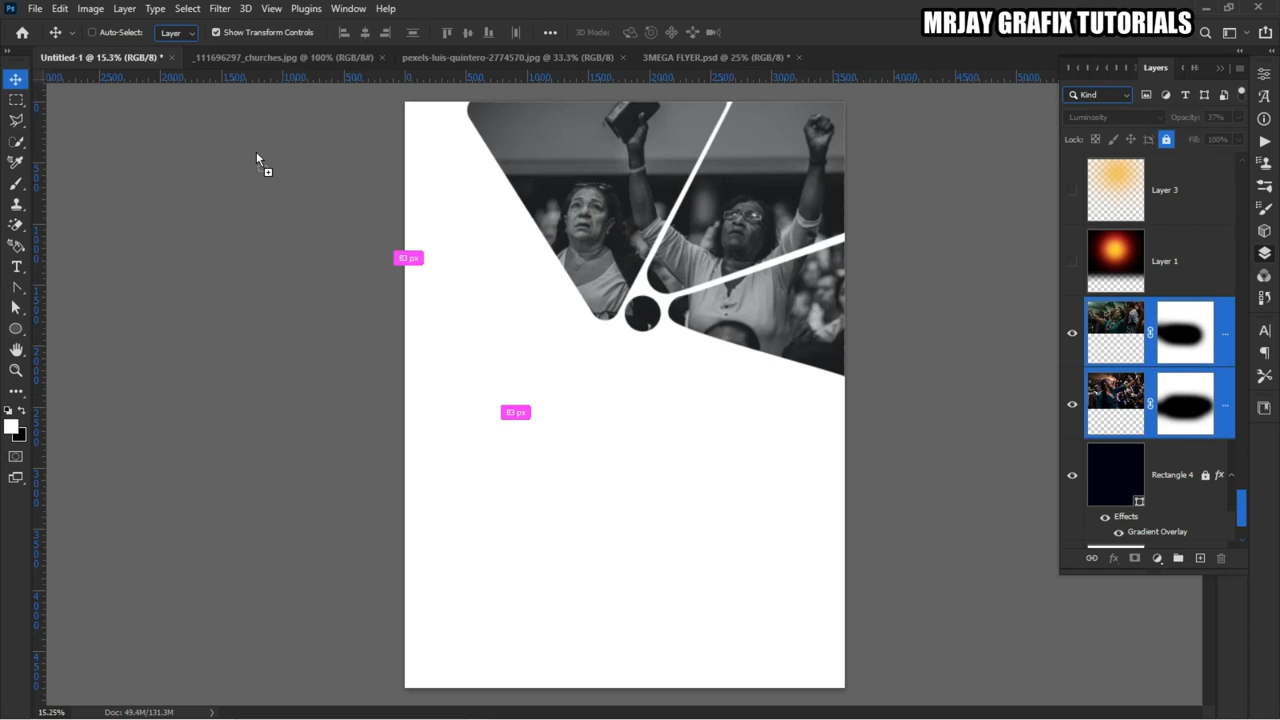 Ps File Edit Image Layer Type Select Filter 3D View Plugins Window Help
MRJAY GRAFIX TUTORIALS
Auto-Select: Layer Show Transform Controls 3D Mode:
Untitled-1 @ 15.3% (RGB/8) * × _111696297_churches.jpg @ 100% (RGB/8#) × pexels-luis-quintero-2774570.jpg @ 33.3% (RGB/8) × 3MEGA FLYER.psd @ 25% (RGB/8) * ×
Layers
Kind
Luminosity Opacity: 37%
Lock: Fill: 100%
Layer 3
Layer 1
83 px
83 px
Rectangle 4 fx
Effects
Gradient Overlay
15.25% Doc: 49.4M/131.3M